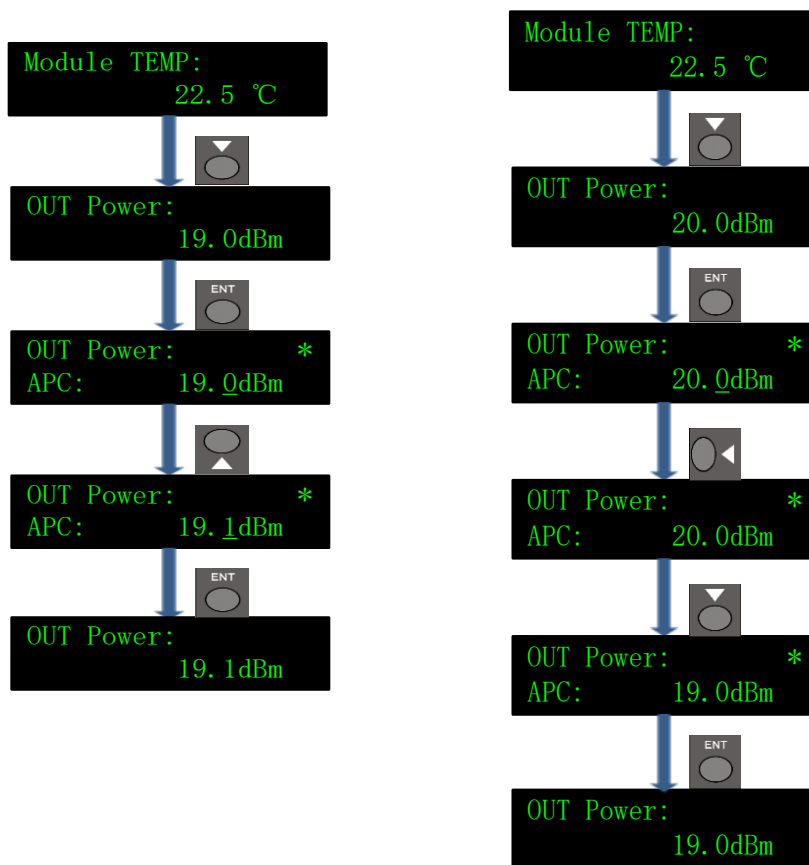 Module TEMP:
22.5 ℃
OUT Power:
19.0dBm
ENT
OUT Power: *
APC: 19.0dBm
OUT Power: *
APC: 19.1dBm
ENT
OUT Power:
19.1dBm
Module TEMP:
22.5 ℃
OUT Power:
20.0dBm
ENT
OUT Power: *
APC: 20.0dBm
OUT Power: *
APC: 20.0dBm
OUT Power: *
APC: 19.0dBm
ENT
OUT Power:
19.0dBm